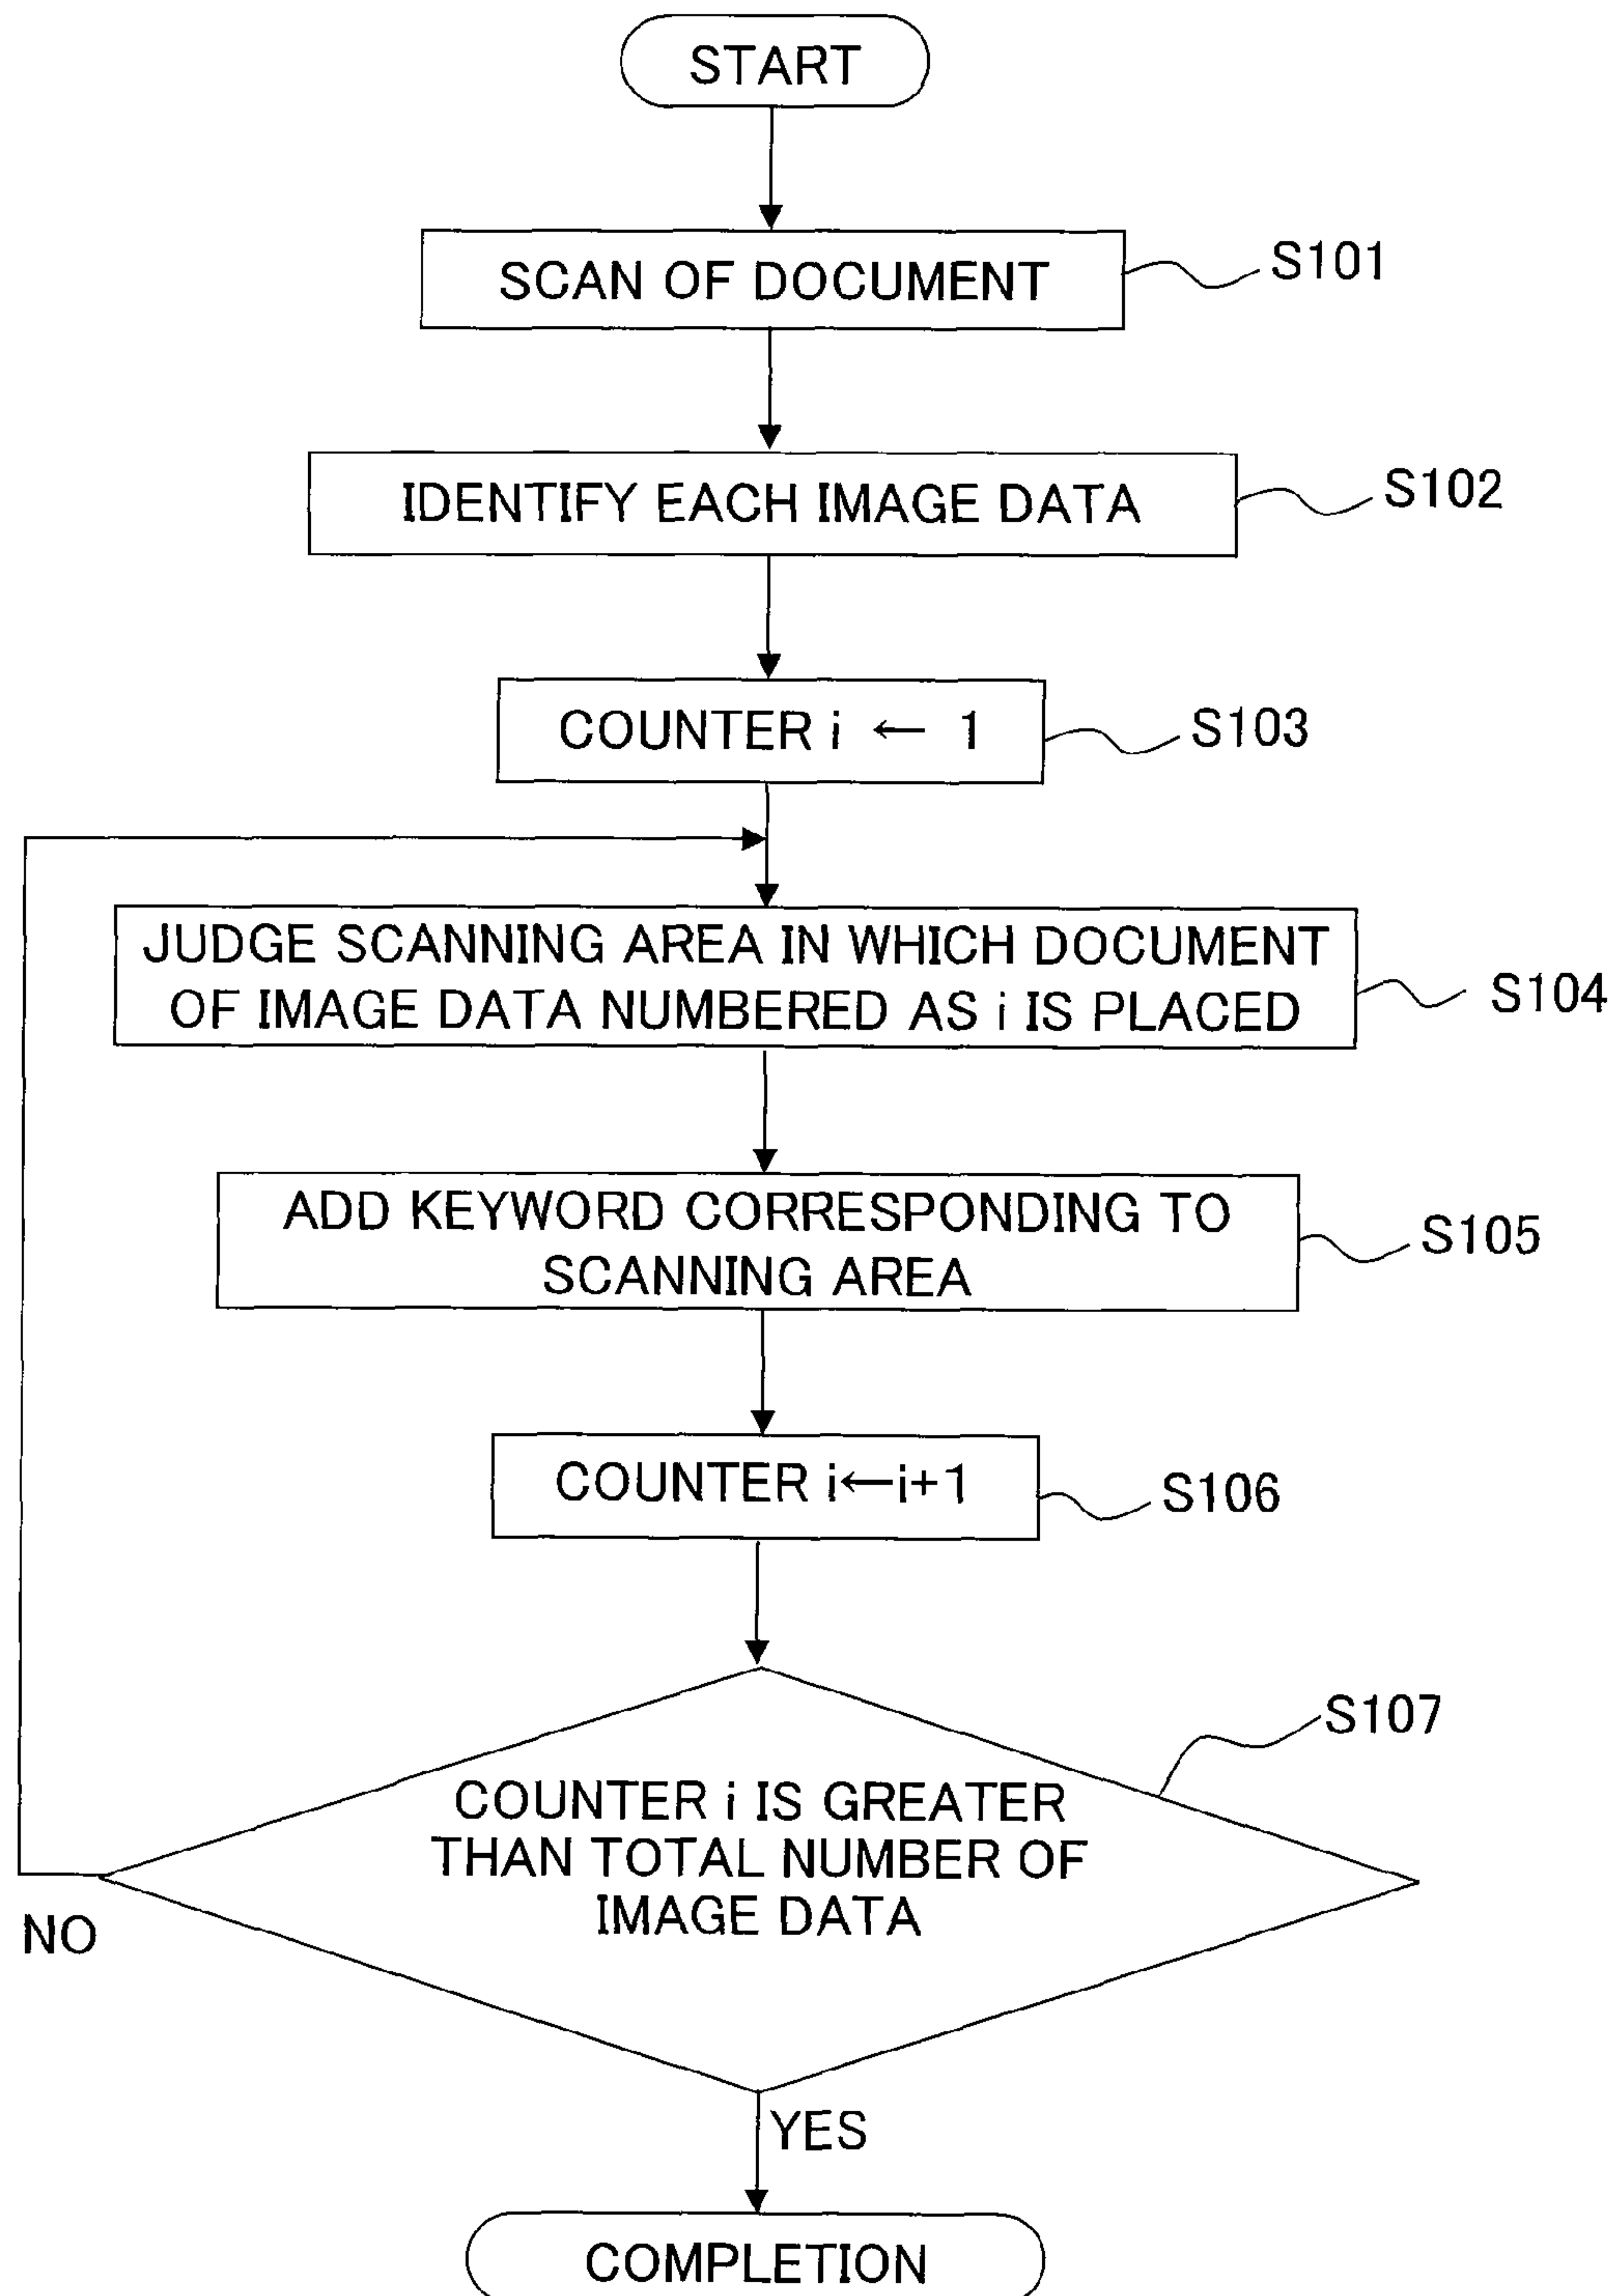 START
SCAN OF DOCUMENT
S101
IDENTIFY EACH IMAGE DATA
S102
COUNTER i ← 1
S103
JUDGE SCANNING AREA IN WHICH DOCUMENT
OF IMAGE DATA NUMBERED AS i IS PLACED
S104
ADD KEYWORD CORRESPONDING TO
SCANNING AREA
S105
COUNTER i←i+1
S106
S107
COUNTER i IS GREATER
THAN TOTAL NUMBER OF
IMAGE DATA
NO
YES
COMPLETION